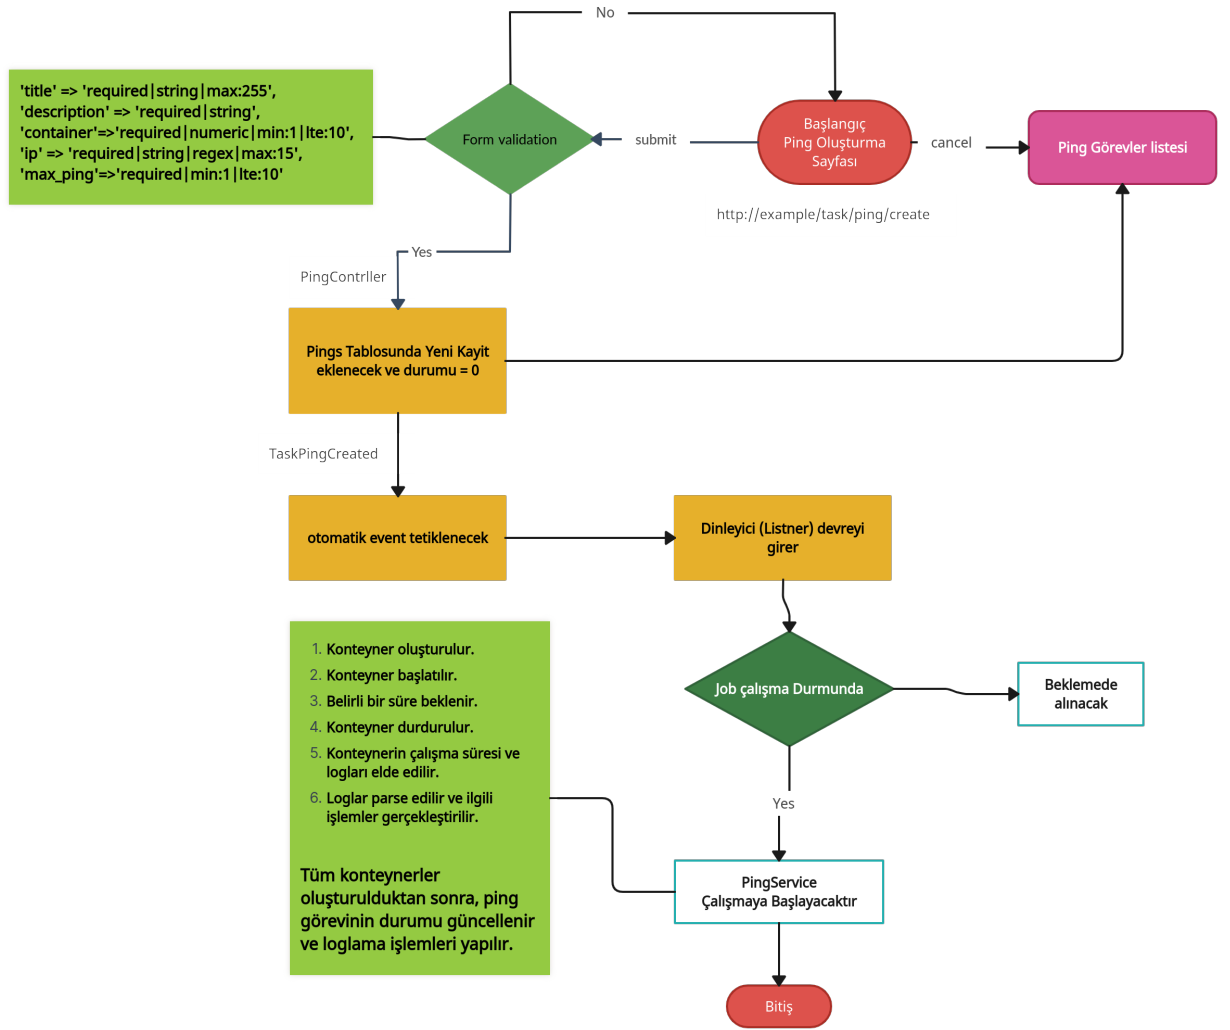 No
'title' => 'required|string|max:255',
'description' => 'required|string',
'container'=>'required|numeric|min:1|lte:10',
'ip' => 'required|string|regex|max:15',
'max_ping'=>'required|min:1|lte:10'
Form validation
submit
Başlangıç
Ping Oluşturma
Sayfası
cancel
Ping Görevler listesi
http://example/task/ping/create
Yes
PingContrller
Pings Tablosunda Yeni Kayit
eklenecek ve durumu = 0
TaskPingCreated
otomatik event tetiklenecek
Dinleyici (Listner) devreyi
girer
Job çalışma Durmunda
Beklemede
alınacak
Yes
PingService
Çalışmaya Başlayacaktır
Bitiş
1. Konteyner oluşturulur.
2. Konteyner başlatılır.
3. Belirli bir süre beklenir.
4. Konteyner durdurulur.
5. Konteynerin çalışma süresi ve
logları elde edilir.
6. Loglar parse edilir ve ilgili
işlemler gerçekleştirilir.
Tüm konteynerler
oluşturulduktan sonra, ping
görevinin durumu güncellenir
ve loglama işlemleri yapılır.